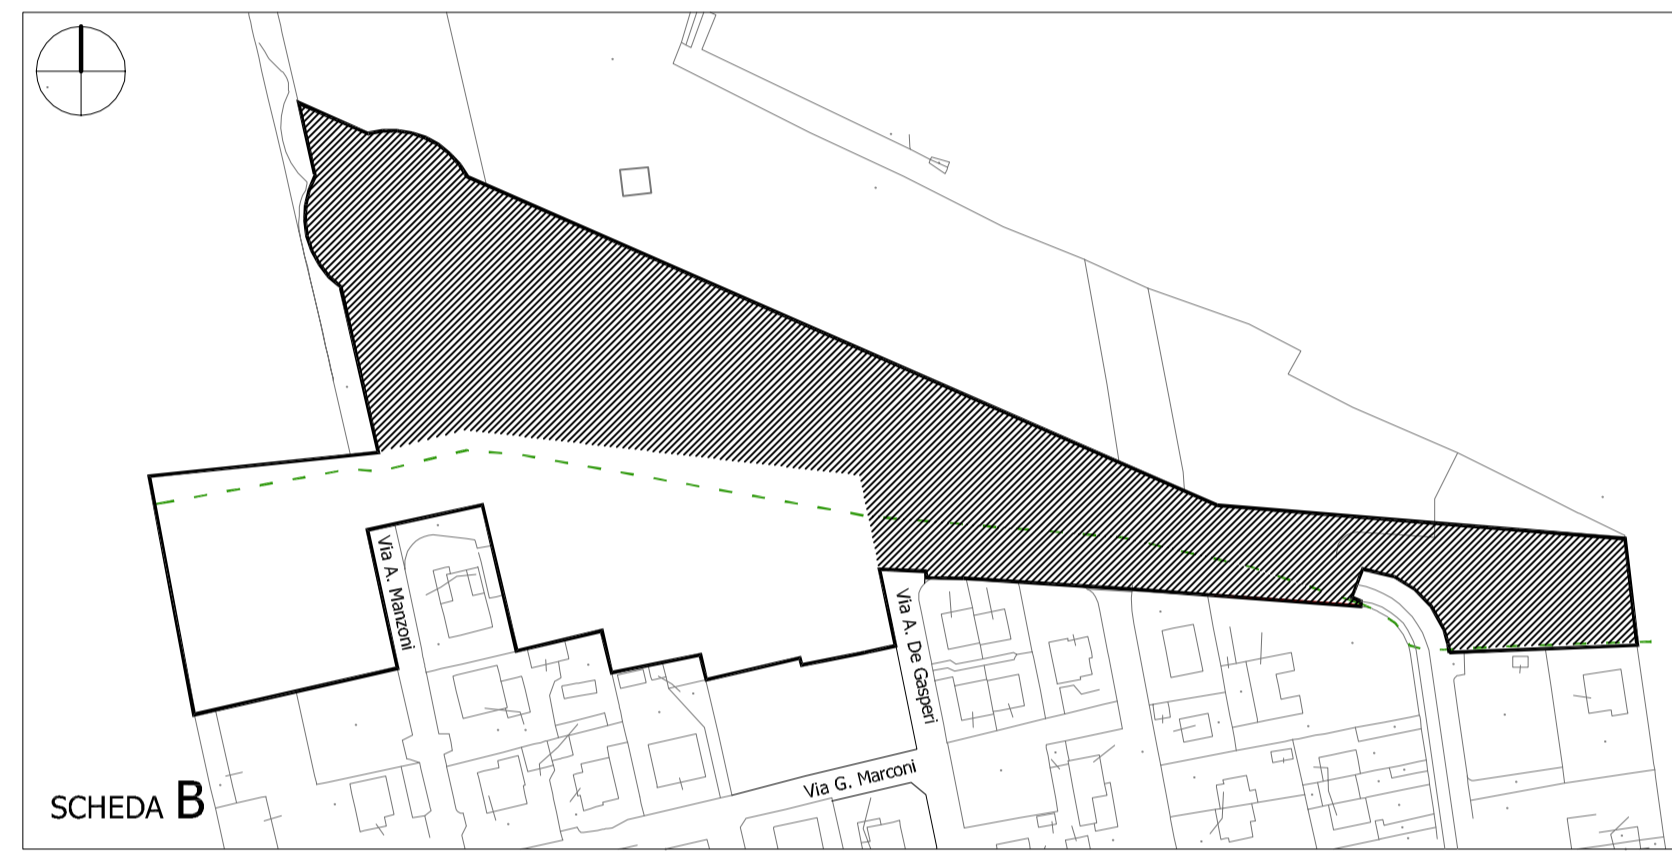 Via A. Manzoni
Via A. De Gasperi
Via G. Marconi
SCHEDA B